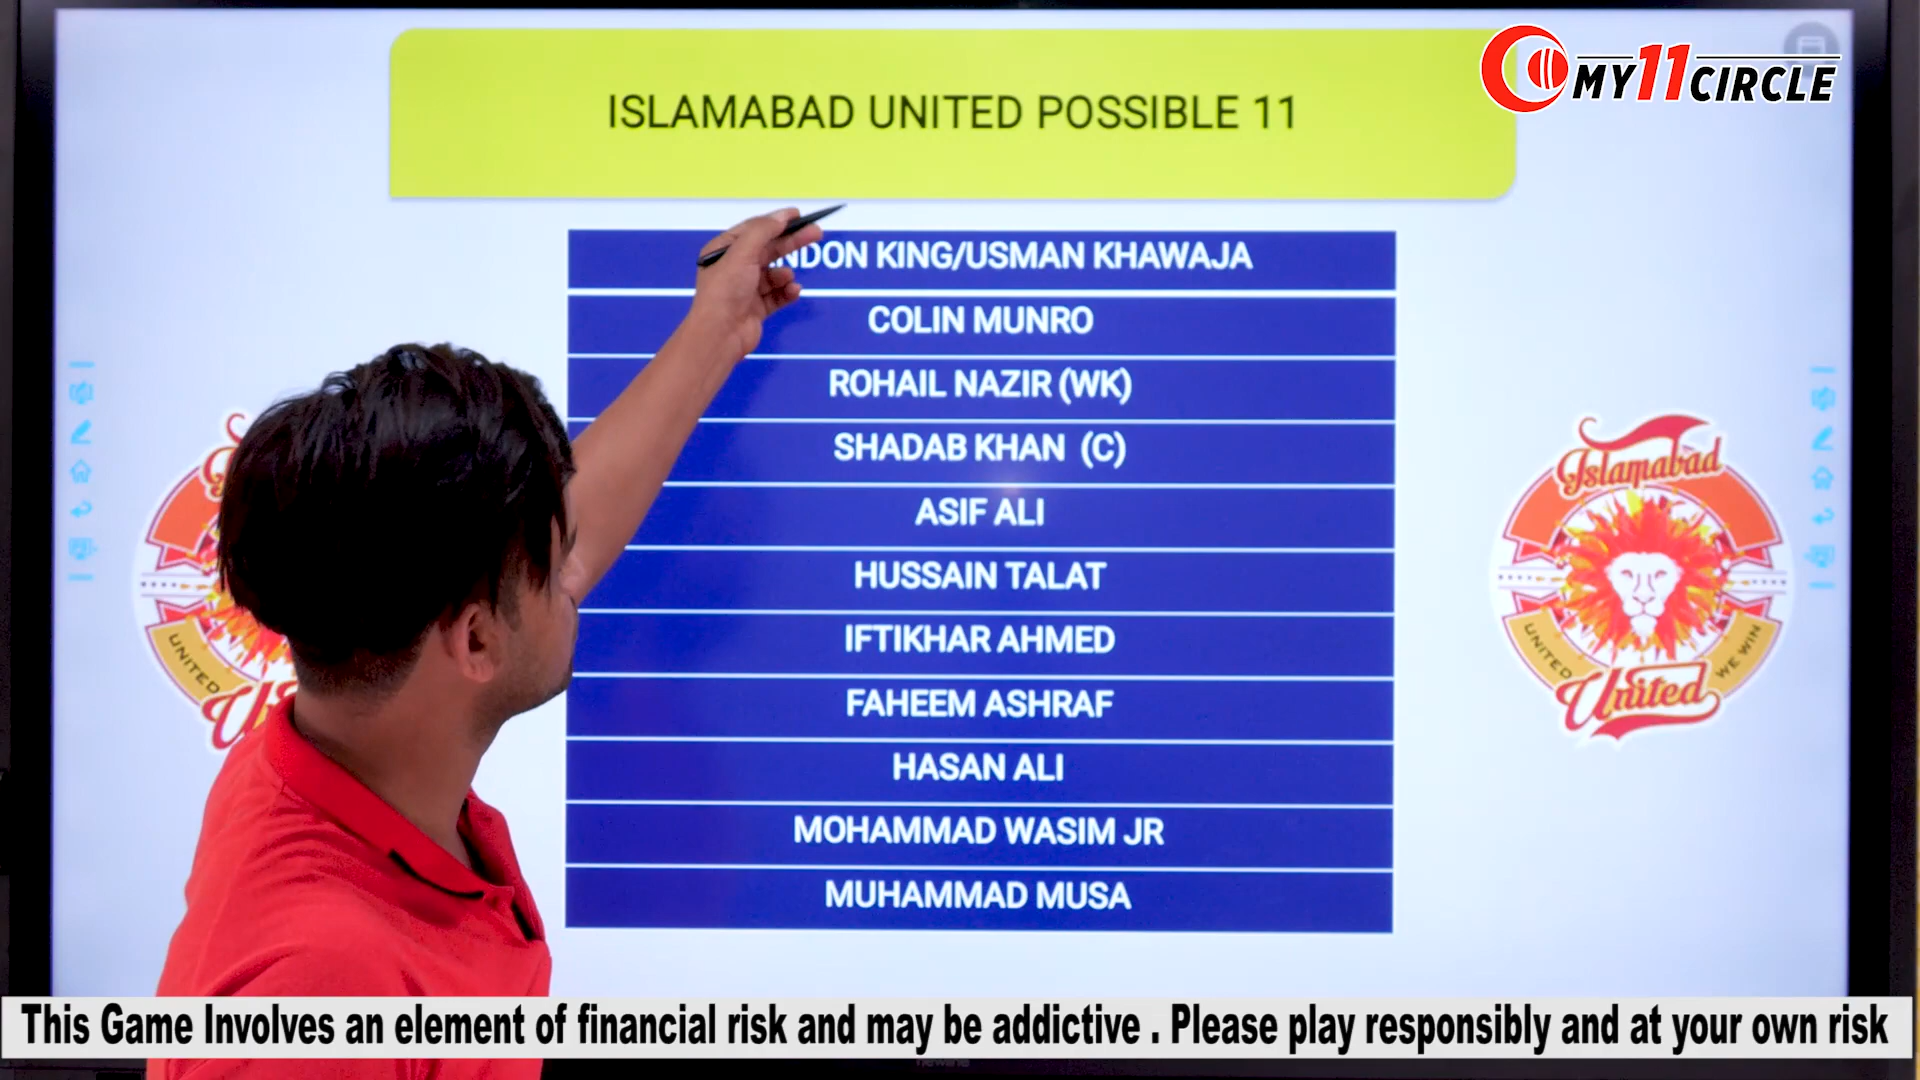 MY11CIRCLE
ISLAMABAD UNITED POSSIBLE 11
KING/USMAN KHAWAJA
COLIN MUNRO
ROHAIL NAZIR (WK)
SHADAB KHAN (C)
ASIF ALI
HUSSAIN TALAT
IFTIKHAR AHMED
FAHEEM ASHRAF
HASAN ALI
MOHAMMAD WASIM JR
MUHAMMAD MUSA
UNITED
Islamabad
UNITED WE WIN
United
This Game Involves an element of financial risk and may be addictive . Please play responsibly and at your own risk